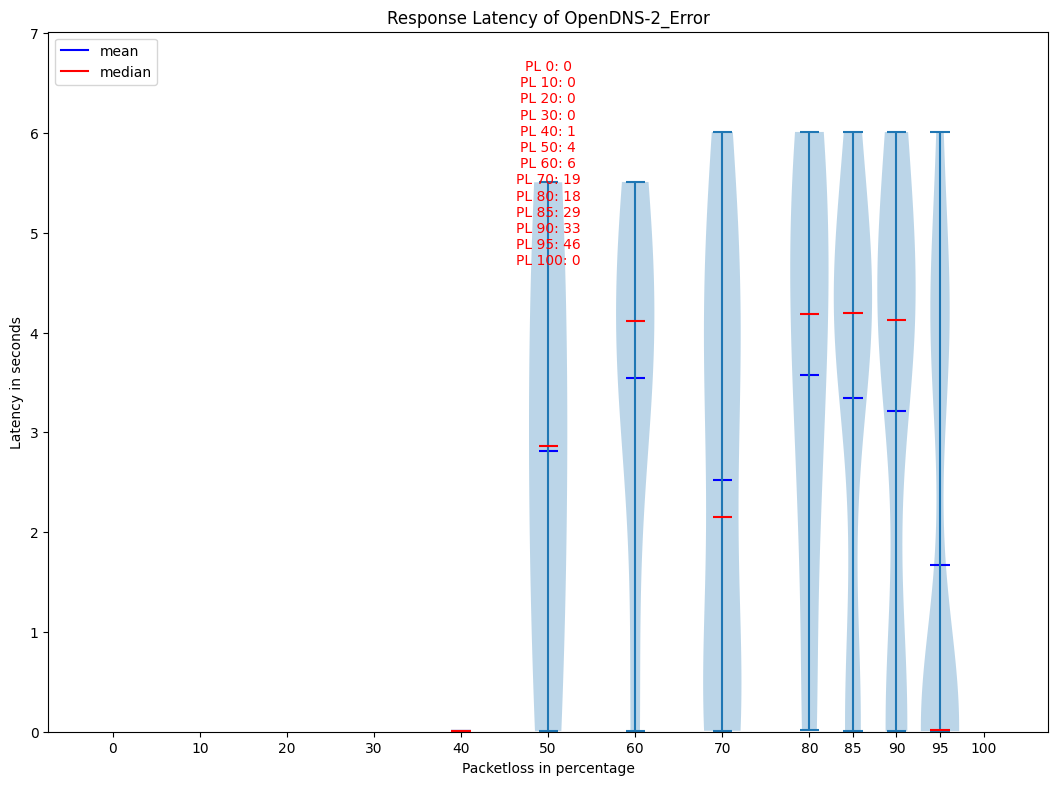 Response Latency of OpenDNS-2_Error
mean
median
PL 0: 0
PL 10: 0
PL 20: 0
PL 30: 0
PL 40: 1
PL 50: 4
PL 60: 6
PL 70: 19
PL 80: 18
PL 85: 29
PL 90: 33
PL 95: 46
PL 100: 0
Latency in seconds
7
6
5
4
3
2
1
0
0 10 20 30 40 50 60 70 80 85 90 95 100
Packetloss in percentage